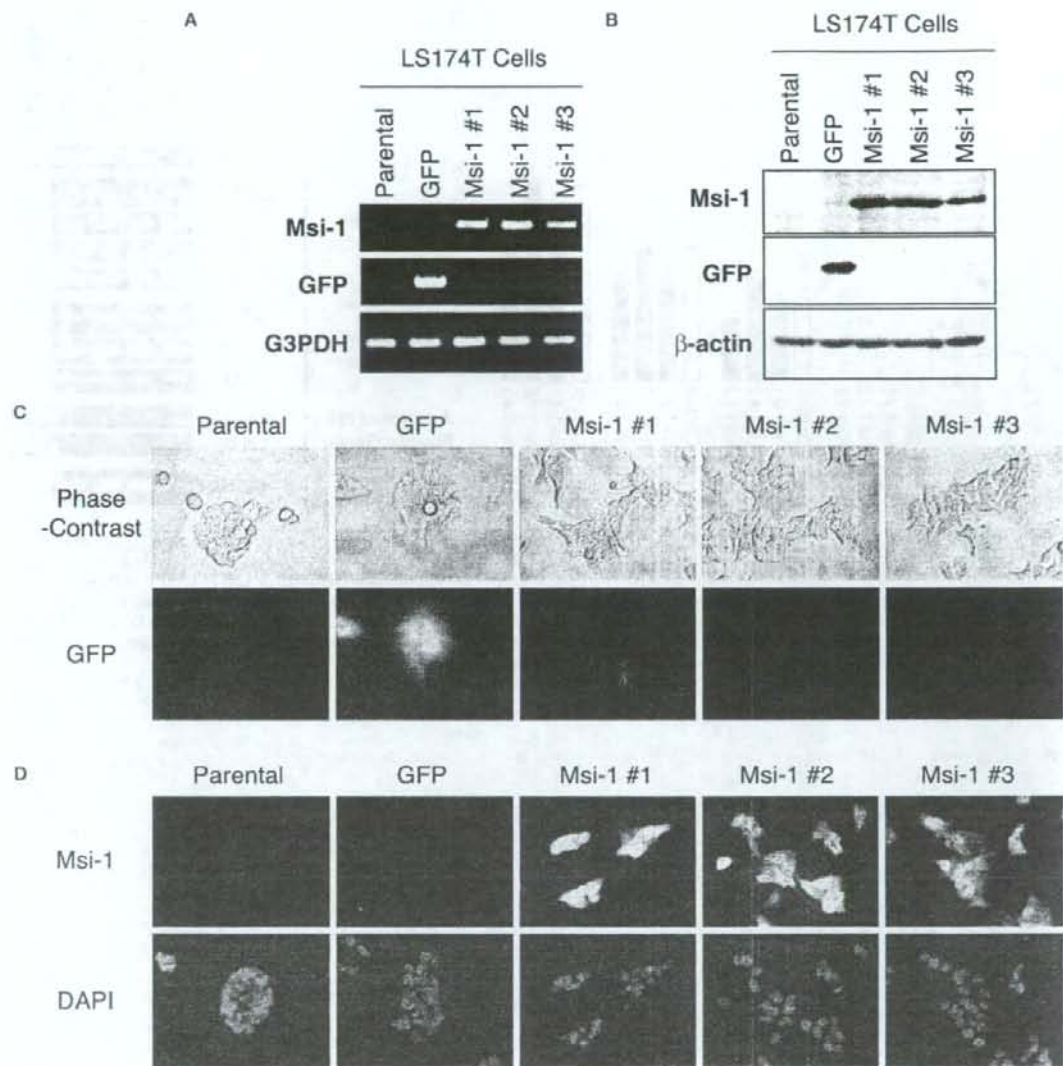 A
LS174T Cells
Parental
GFP
Msi-1 #1
Msi-1 #2
Msi-1 #3
Msi-1
GFP
G3PDH
B
LS174T Cells
Parental
GFP
Msi-1 #1
Msi-1 #2
Msi-1 #3
Msi-1
GFP
β-actin
C
Parental GFP Msi-1 #1 Msi-1 #2 Msi-1 #3
Phase
-Contrast
GFP
D
Parental GFP Msi-1 #1 Msi-1 #2 Msi-1 #3
Msi-1
DAPI